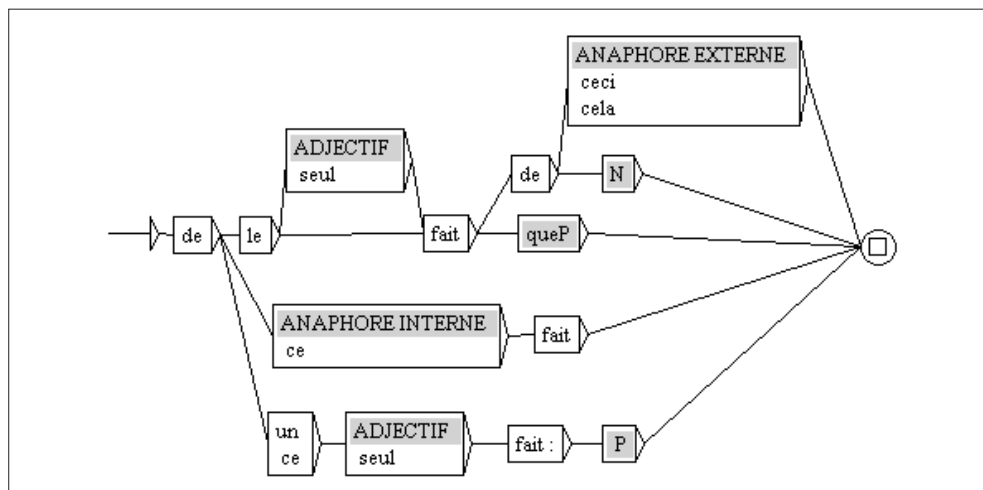 ANAPHORE EXTERNE
ceci
cela
ADJECTIF
seul
de
N
de
le
fait
queP
ANAPHORE INTERNE
ce
fait
un
ce
ADJECTIF
seul
fait :
P